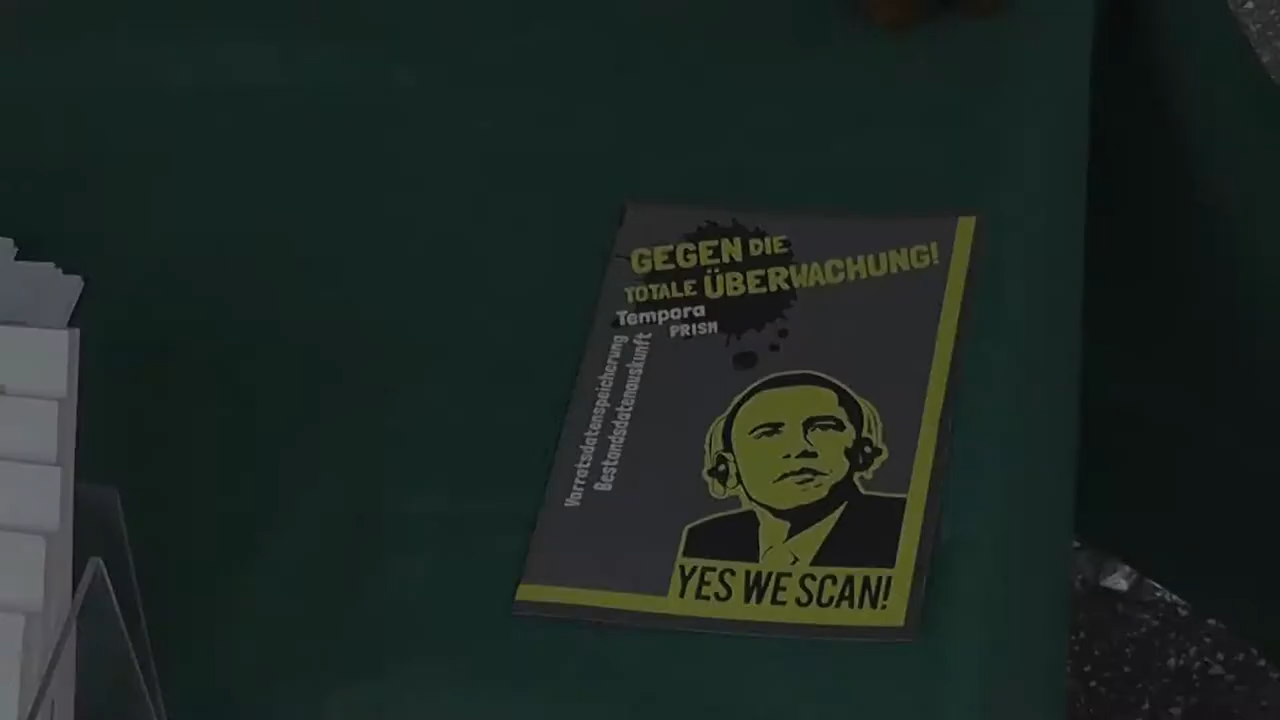 GEGEN DIE
TOTALE ÜBERWACHUNG!
Tempora
PRISM
Vorratsdatenspeicherung
Bestandsdatenauskunft
YES WE SCAN!